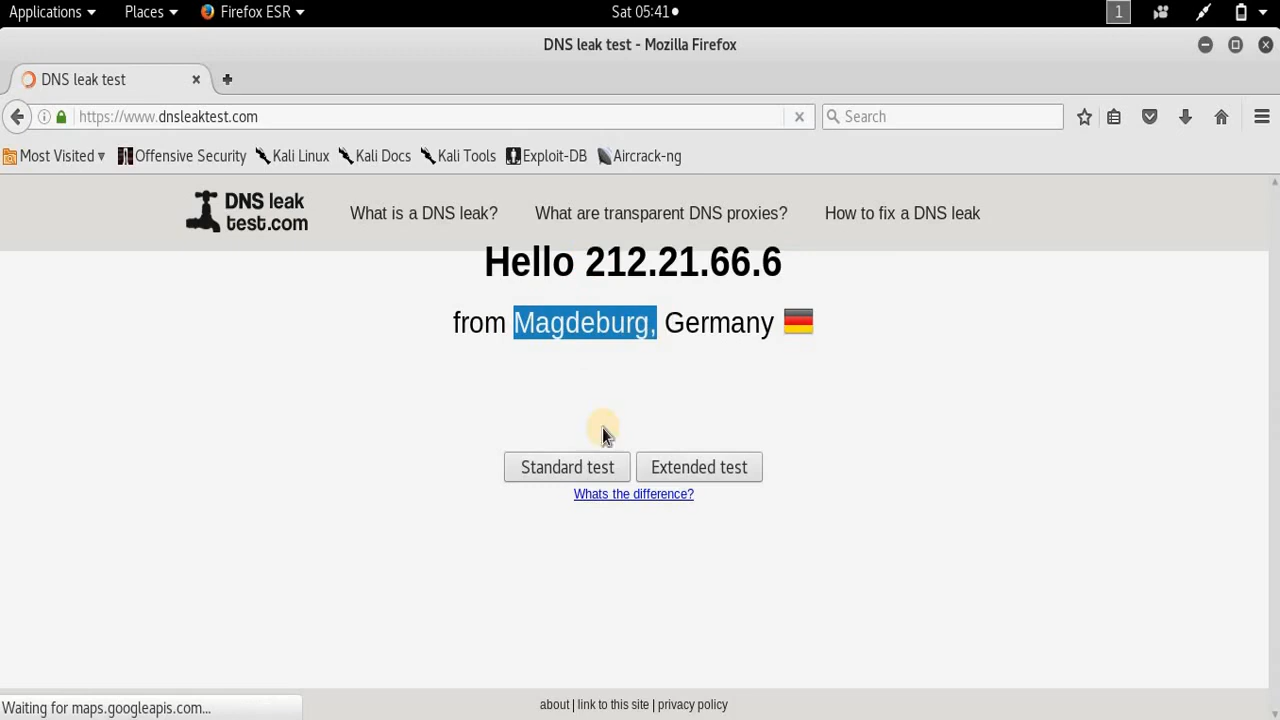 Applications Places Firefox ESR Sat 05:41 1
DNS leak test - Mozilla Firefox
DNS leak test
https://www.dnsleaktest.com Search
Most Visited Offensive Security Kali Linux Kali Docs Kali Tools Exploit-DB Aircrack-ng
DNS leak
test.com
What is a DNS leak? What are transparent DNS proxies? How to fix a DNS leak
Hello 212.21.66.6
from Magdeburg, Germany
Standard test Extended test
Whats the difference?
about | link to this site | privacy policy
Waiting for maps.googleapis.com...